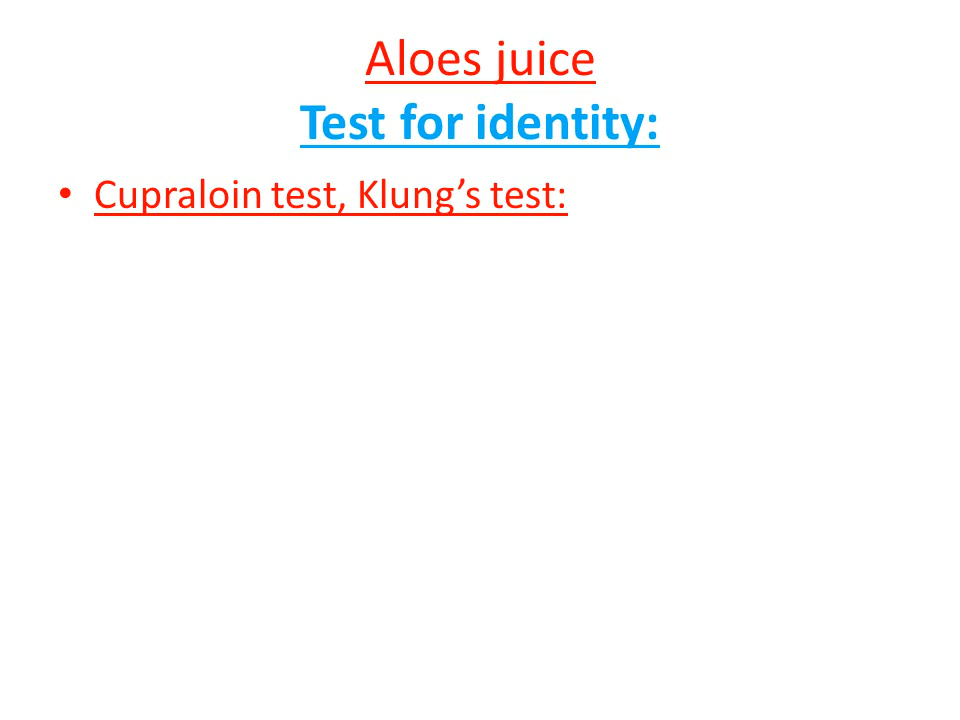 Aloes juice
Test for identity:
• Cupraloin test, Klung’s test: